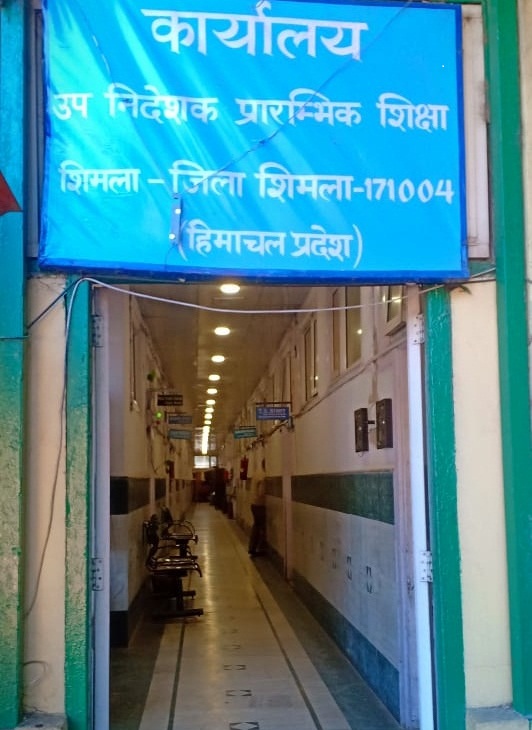 कार्यालय
उप निदेशक प्रारम्भिक शिक्षा
शिमला - जिला शिमला-171004
(हिमाचल प्रदेश)